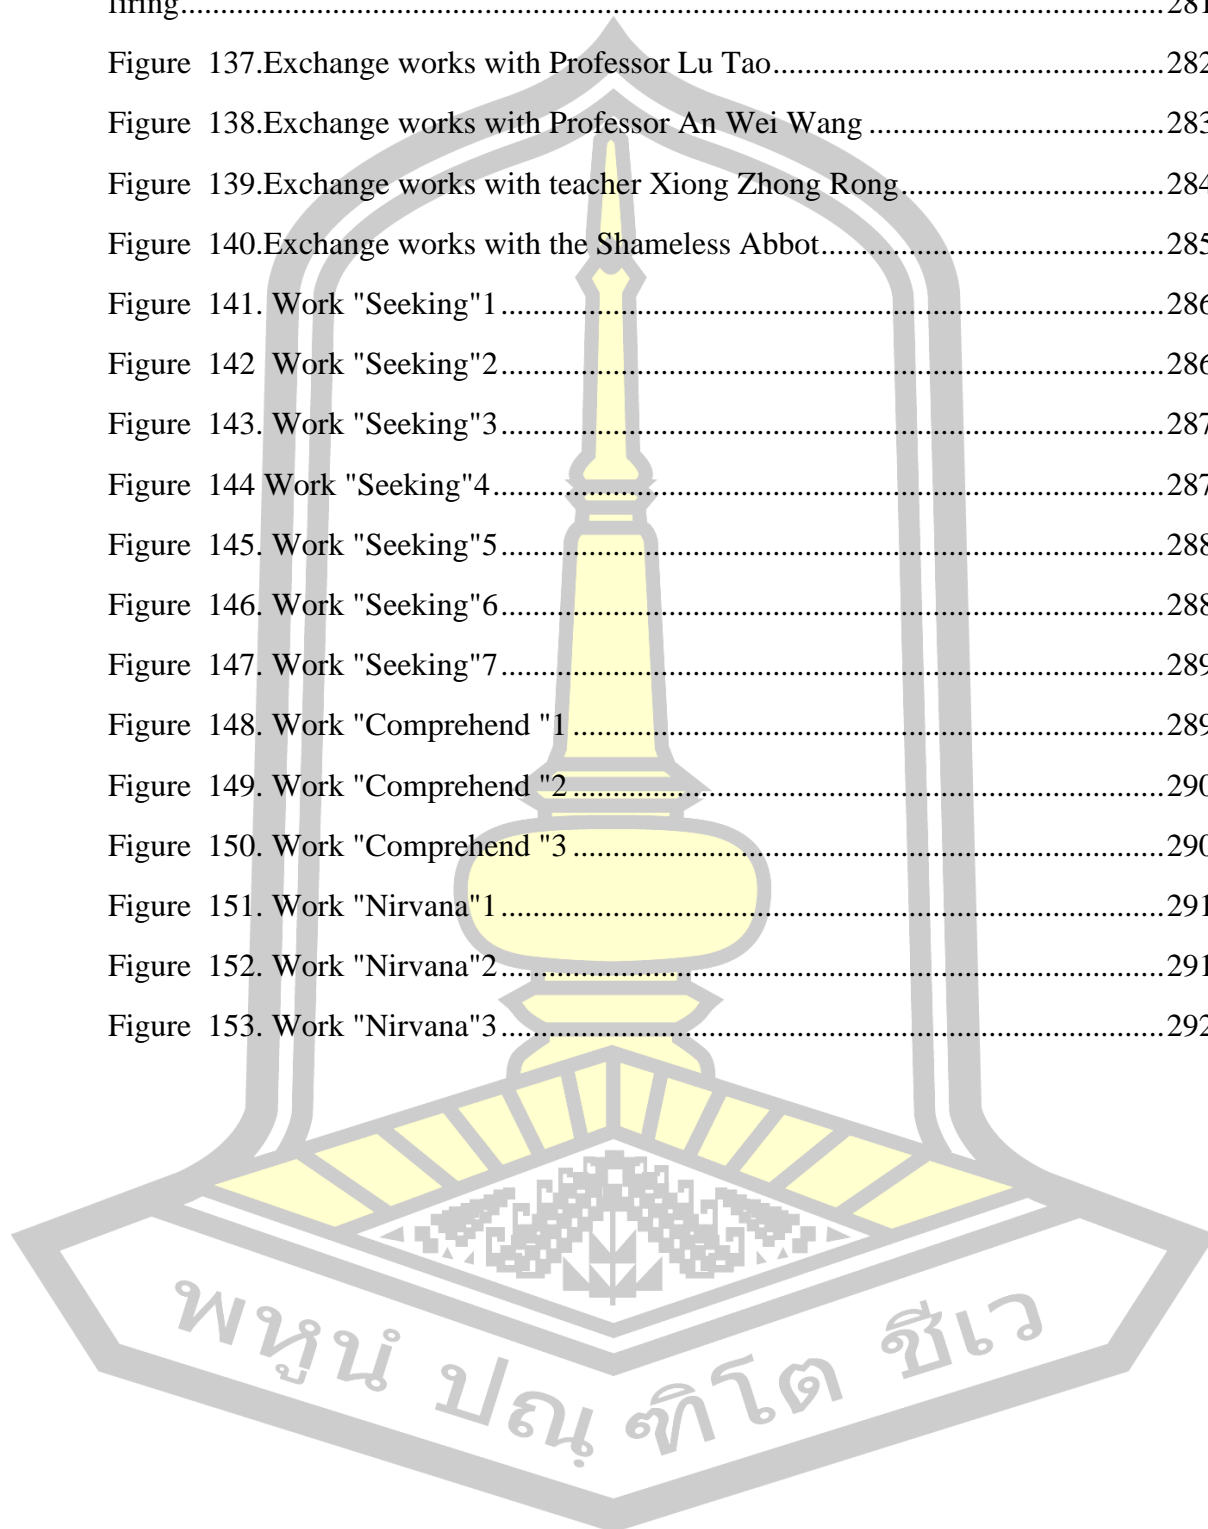 firing....................................................................................................................281
Figure 137.Exchange works with Professor Lu Tao..............................................282
Figure 138.Exchange works with Professor An Wei Wang ...................................283
Figure 139.Exchange works with teacher Xiong Zhong Rong...............................284
Figure 140.Exchange works with the Shameless Abbot.........................................285
Figure 141. Work "Seeking"1...............................................................................286
Figure 142 Work "Seeking"2...............................................................................286
Figure 143. Work "Seeking"3...............................................................................287
Figure 144 Work "Seeking"4................................................................................287
Figure 145. Work "Seeking"5...............................................................................288
Figure 146. Work "Seeking"6...............................................................................288
Figure 147. Work "Seeking"7...............................................................................289
Figure 148. Work "Comprehend "1 ......................................................................289
Figure 149. Work "Comprehend "2 ......................................................................290
Figure 150. Work "Comprehend "3 ......................................................................290
Figure 151. Work "Nirvana"1...............................................................................291
Figure 152. Work "Nirvana"2...............................................................................291
Figure 153. Work "Nirvana"3...............................................................................292
พหูนํ ปณฺฑิโต ชีเว